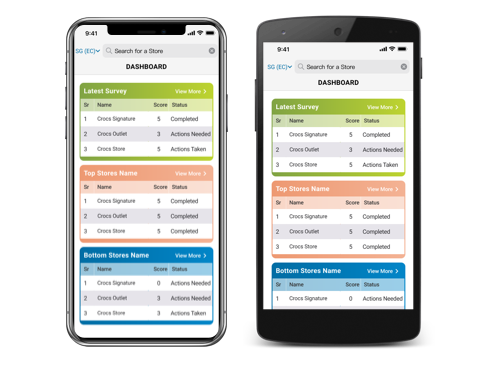 9:41
SG (EC)
Search for a Store
DASHBOARD
Latest Survey View More
Sr Name Score Status
1 Crocs Signature 5 Completed
2 Crocs Outlet 3 Actions Needed
3 Crocs Store 5 Actions Taken
Top Stores Name View More
Sr Name Score Status
1 Crocs Signature 5 Completed
2 Crocs Outlet 5 Completed
3 Crocs Store 5 Completed
Bottom Stores Name View More
Sr Name Score Status
1 Crocs Signature 0 Actions Needed
2 Crocs Outlet 3 Actions Needed
3 Crocs Store 3 Actions Taken
9:41
SG (EC)
Search for a Store
DASHBOARD
Latest Survey View More
Sr Name Score Status
1 Crocs Signature 5 Completed
2 Crocs Outlet 3 Actions Needed
3 Crocs Store 5 Actions Taken
Top Stores Name View More
Sr Name Score Status
1 Crocs Signature 5 Completed
2 Crocs Outlet 5 Completed
3 Crocs Store 5 Completed
Bottom Stores Name View More
Sr Name Score Status
1 Crocs Signature 0 Actions Needed